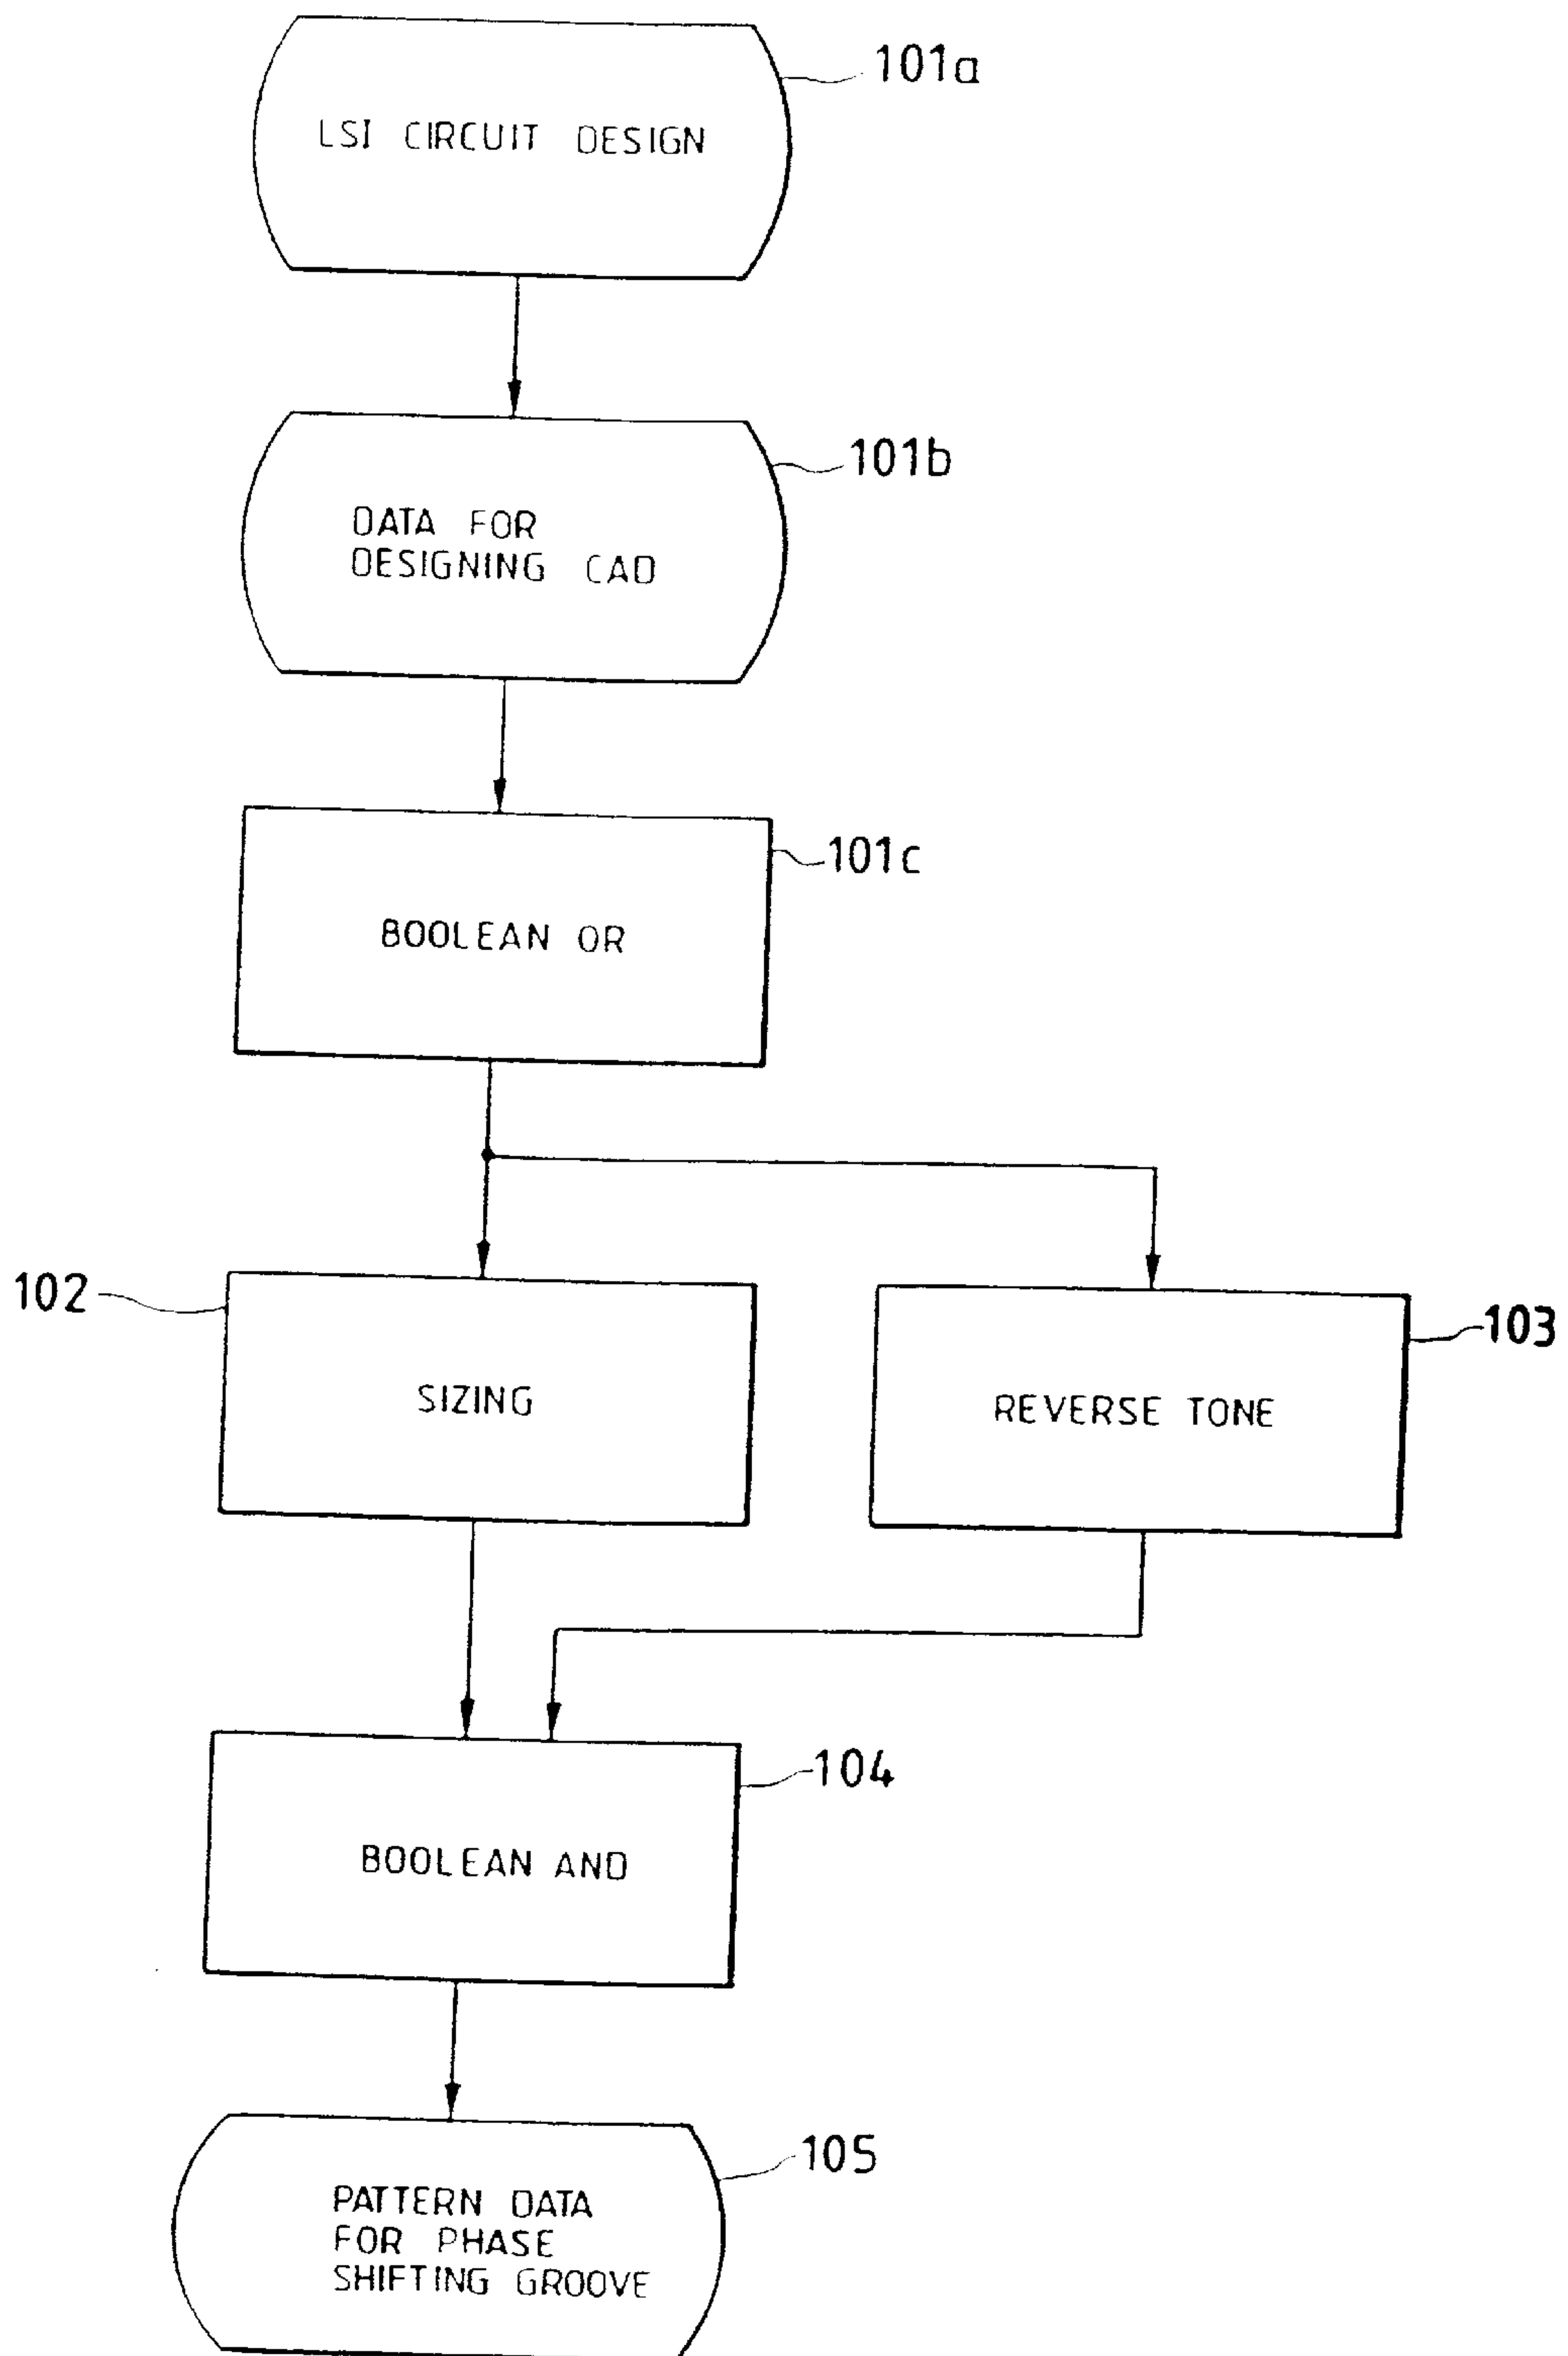 101a
LSI CIRCUIT DESIGN
101b
DATA FOR
DESIGNING CAD
101c
BOOLEAN OR
102
SIZING
103
REVERSE TONE
104
BOOLEAN AND
105
PATTERN DATA
FOR PHASE
SHIFTING GROOVE